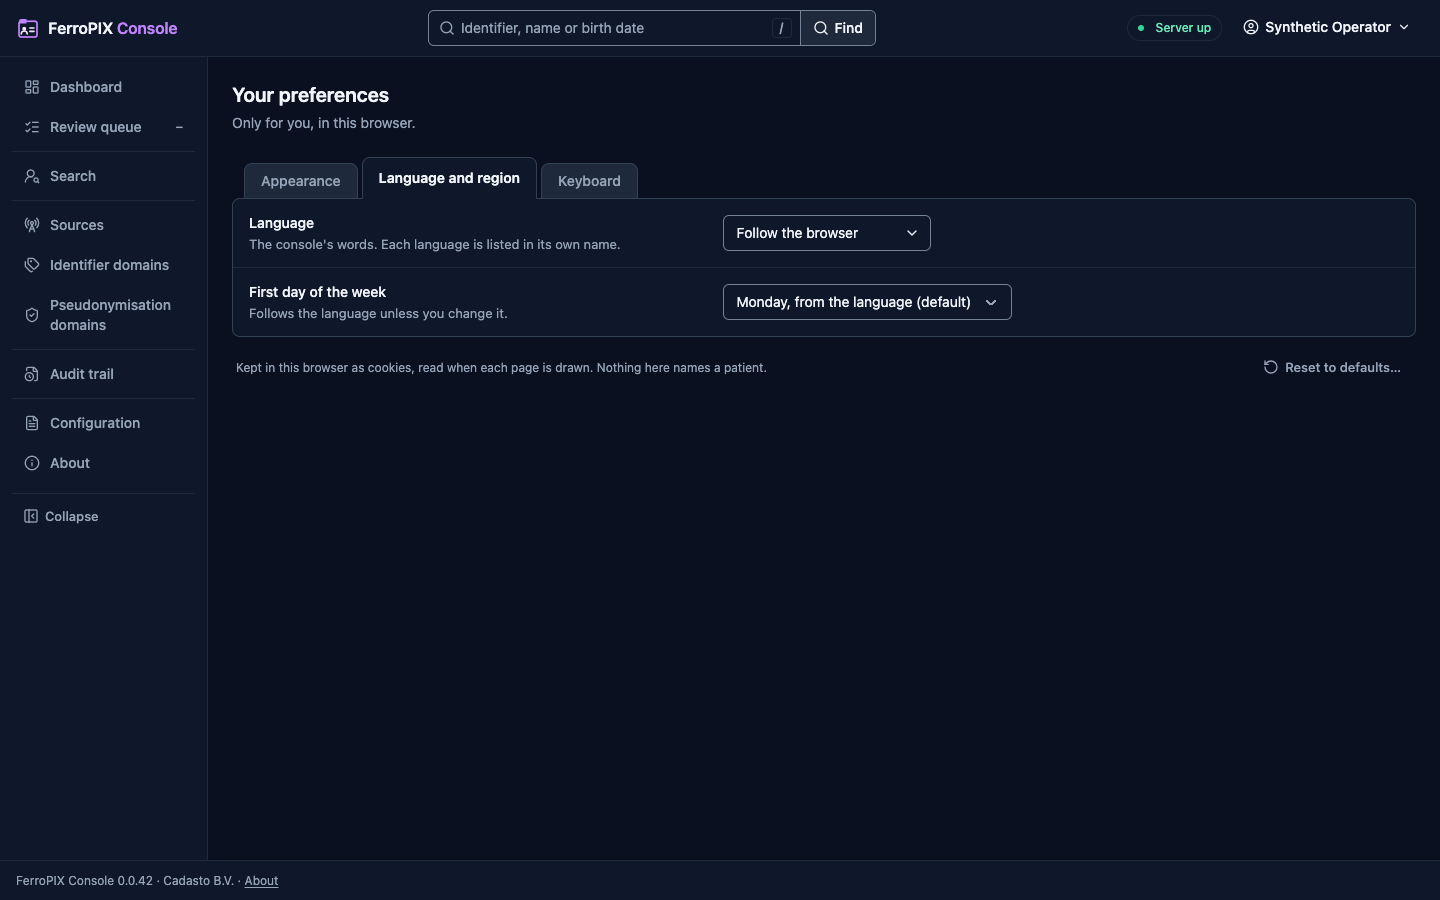 FerroPIX Console
Identifier, name or birth date
/
Find
Server up
Synthetic Operator
Dashboard
Review queue –
Search
Sources
Identifier domains
Pseudonymisation
domains
Audit trail
Configuration
About
Collapse
Your preferences
Only for you, in this browser.
Appearance
Language and region
Keyboard
Language
The console's words. Each language is listed in its own name.
Follow the browser
First day of the week
Follows the language unless you change it.
Monday, from the language (default)
Kept in this browser as cookies, read when each page is drawn. Nothing here names a patient.
Reset to defaults...
FerroPIX Console 0.0.42 · Cadasto B.V. · About